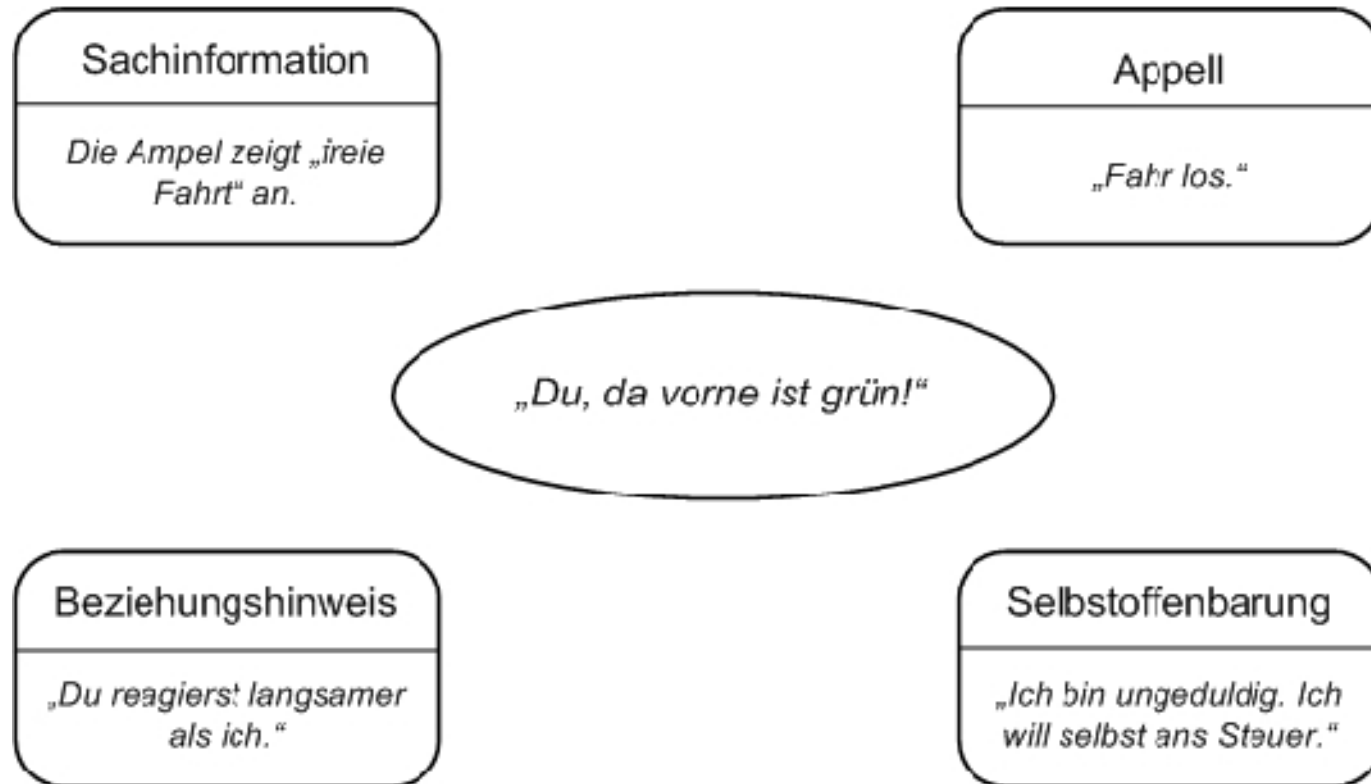 Sachinformation
Die Ampel zeigt „freie
Fahrt“ an.
Appell
„Fahr los.“
„Du, da vorne ist grün!“
Beziehungshinweis
„Du reagierst langsamer
als ich.“
Selbstoffenbarung
„Ich bin ungeduldig. Ich
will selbst ans Steuer.“